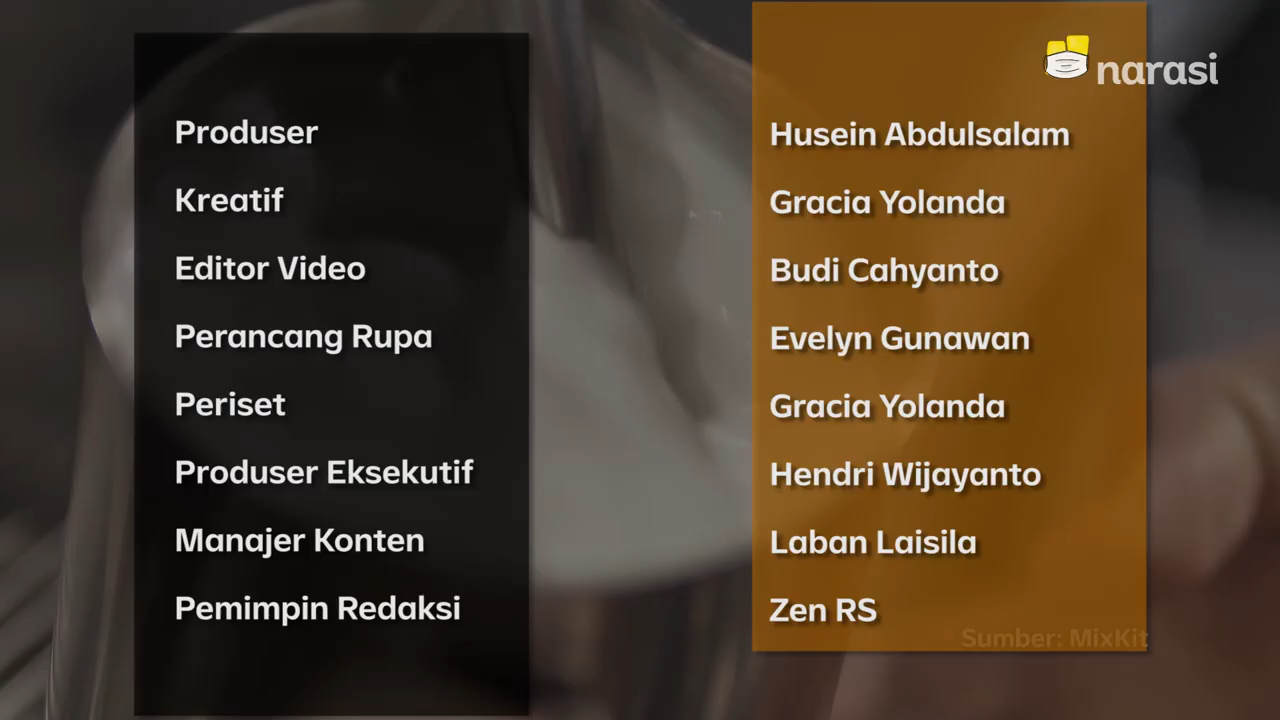 narasi
Produser
Husein Abdulsalam
Kreatif
Gracia Yolanda
Editor Video
Budi Cahyanto
Perancang Rupa
Evelyn Gunawan
Periset
Gracia Yolanda
Produser Eksekutif
Hendri Wijayanto
Manajer Konten
Laban Laisila
Pemimpin Redaksi
Zen RS
Sumber: MixKit